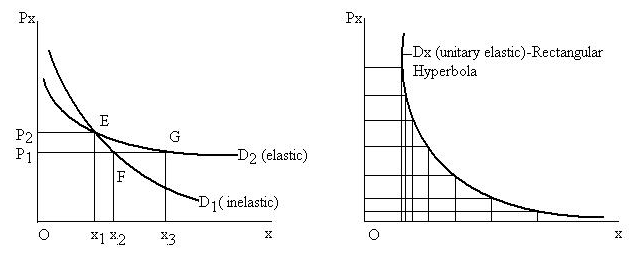 Px
E
G
P2
P1
D2 (elastic)
F
D1( inelastic)
O
x1
x2
x3
x
Px
Dx (unitary elastic)-Rectangular
Hyperbola
O
x